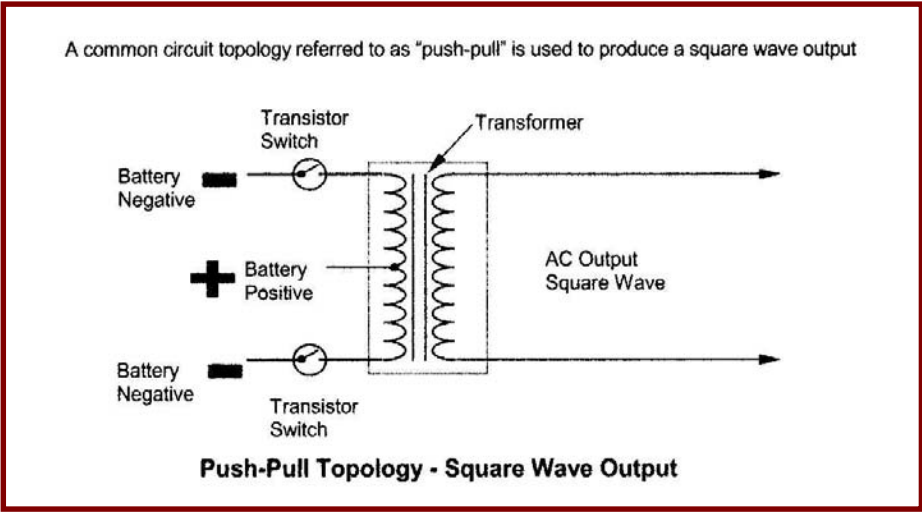 A common circuit topology referred to as “push-pull” is used to produce a square wave output
Transistor
Switch
Transformer
Battery
Negative
Battery
Positive
AC Output
Square Wave
Battery
Negative
Transistor
Switch
Push-Pull Topology - Square Wave Output